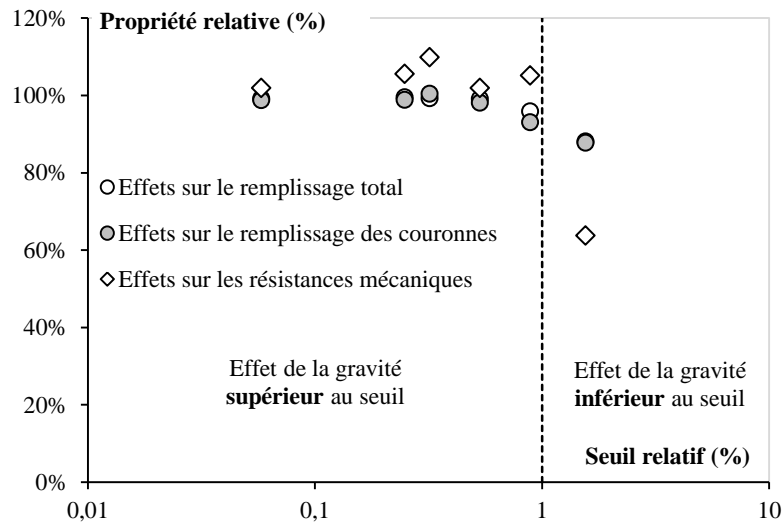 120%
Propriété relative (%)
100%
80%
Effets sur le remplissage total
Effets sur le remplissage des couronnes
60%
Effets sur les résistances mécaniques
40%
Effet de la gravité
supérieur au seuil
Effet de la gravité
inférieur au seuil
20%
Seuil relatif (%)
0%
0,01
0,1
1
10